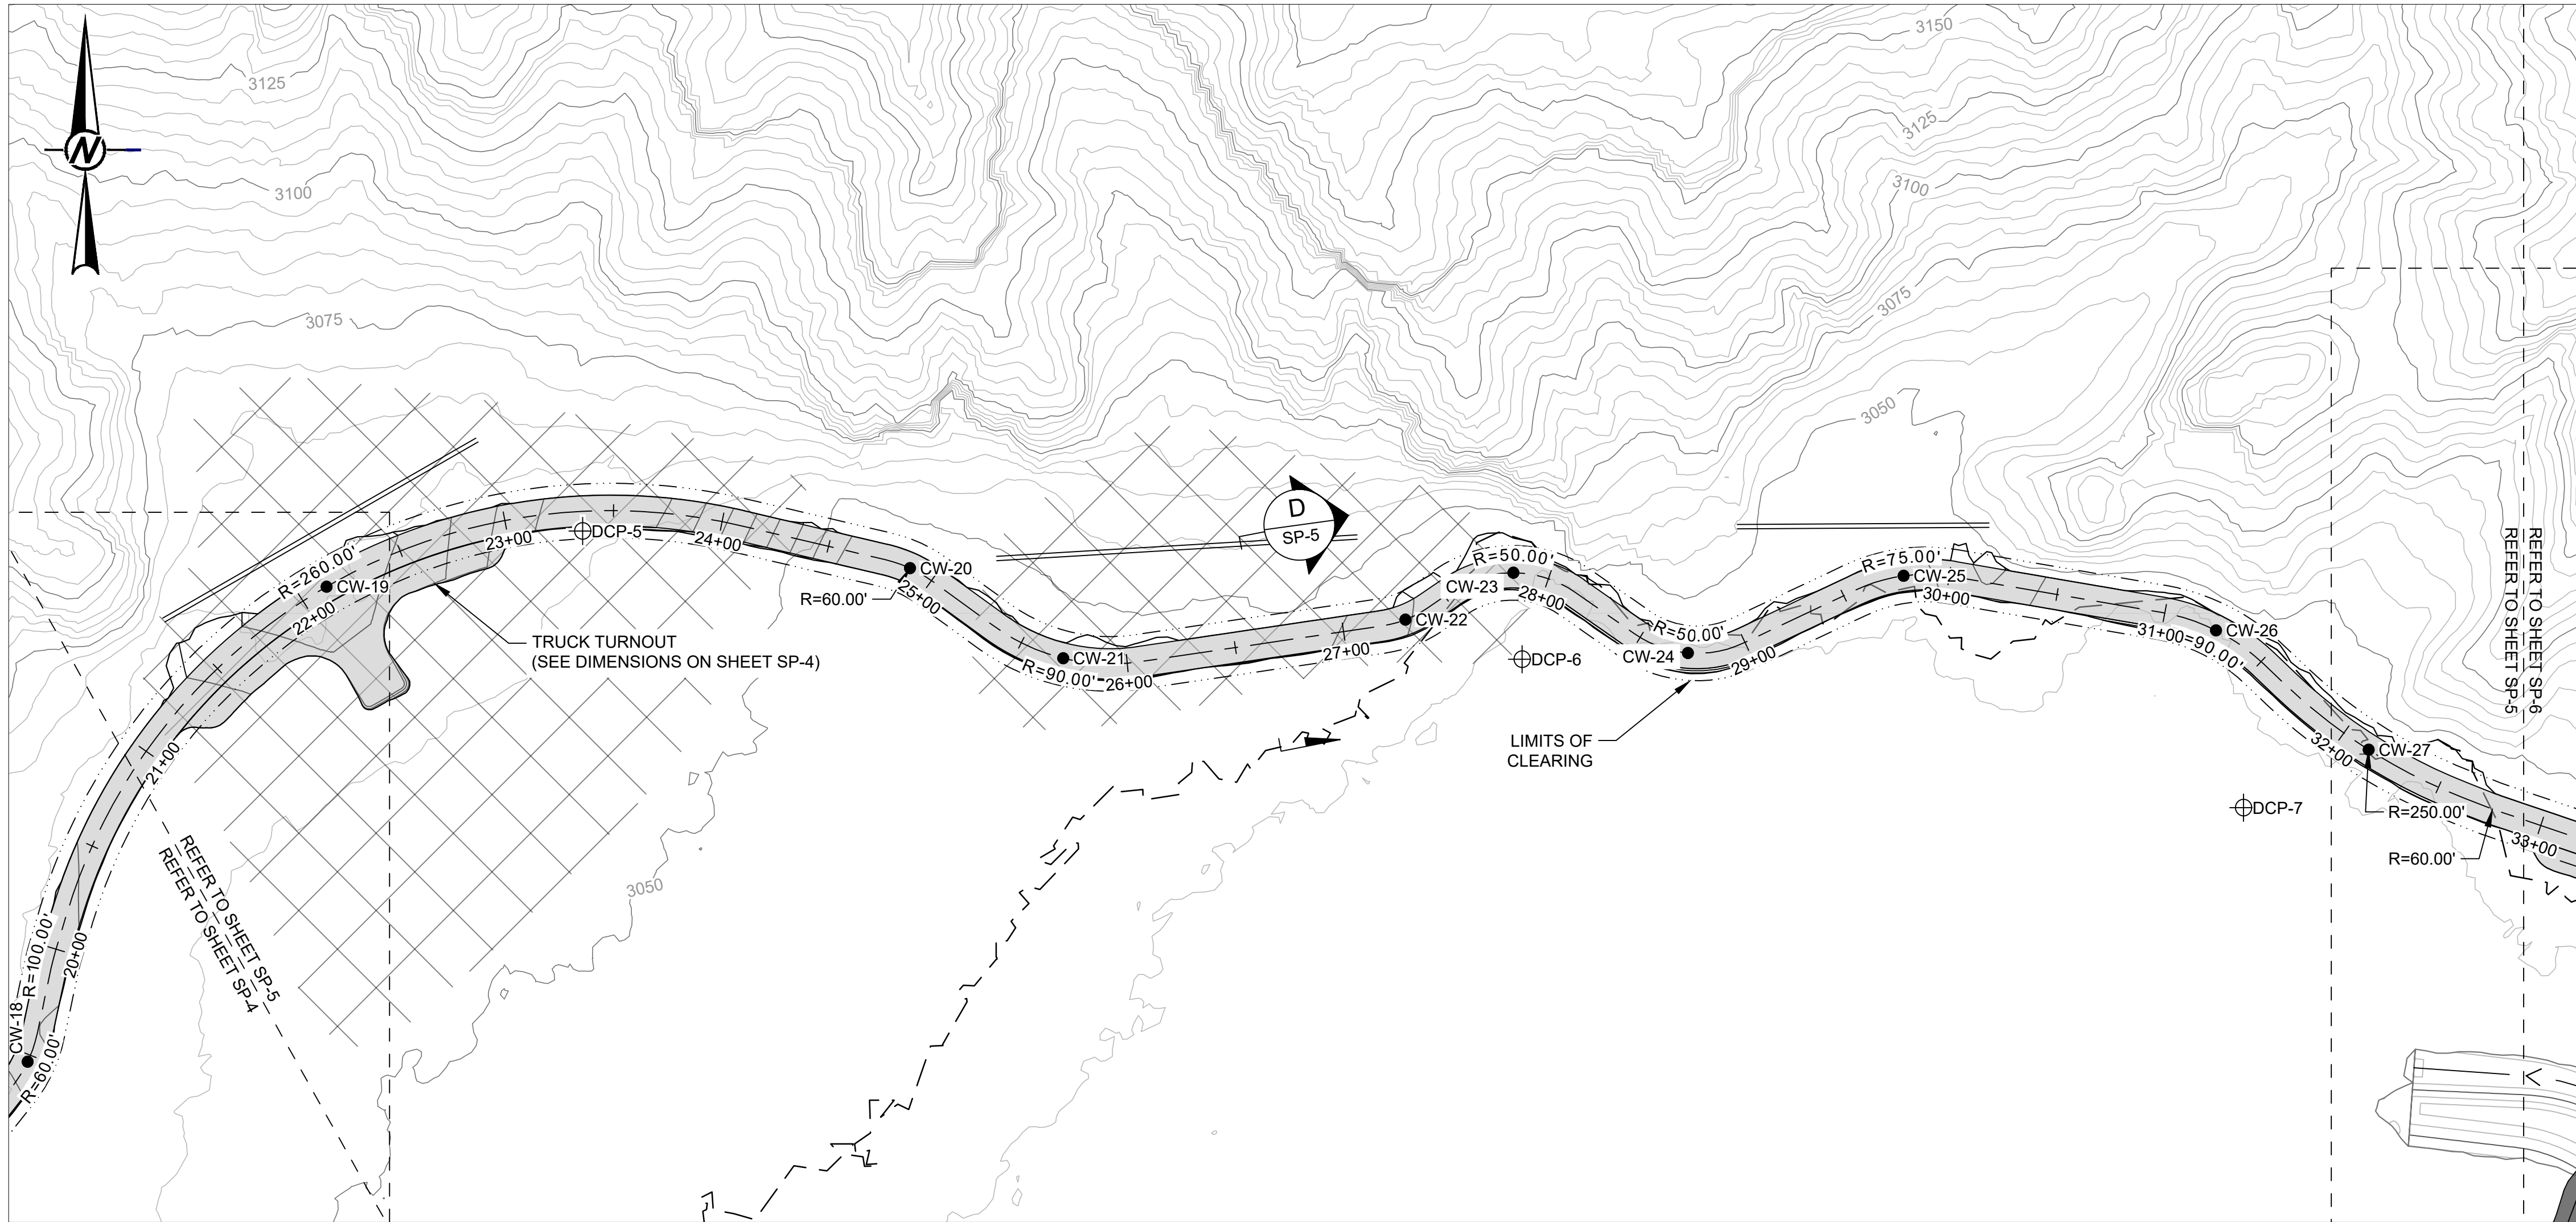 3150
3125
3125
N
3100
3100
3075
3075
3050
D
SP-5
R=260.00'
CW-19
22+00
23+00
DCP-5
24+00
CW-20
R=60.00'
25+00
TRUCK TURNOUT
(SEE DIMENSIONS ON SHEET SP-4)
CW-21
R=90.00'
26+00
27+00
CW-22
R=50.00'
CW-23
28+00
DCP-6
R=50.00'
CW-24
29+00
LIMITS OF
CLEARING
R=75.00'
CW-25
30+00
31+00
=90.00'
CW-26
REFER TO SHEET SP-5
REFER TO SHEET SP-6
32+00
CW-27
R=250.00'
R=60.00'
33+00
DCP-7
21+00
REFER TO SHEET SP-5
REFER TO SHEET SP-4
3050
20+00
R=100.00'
CW-18
R=60.00'